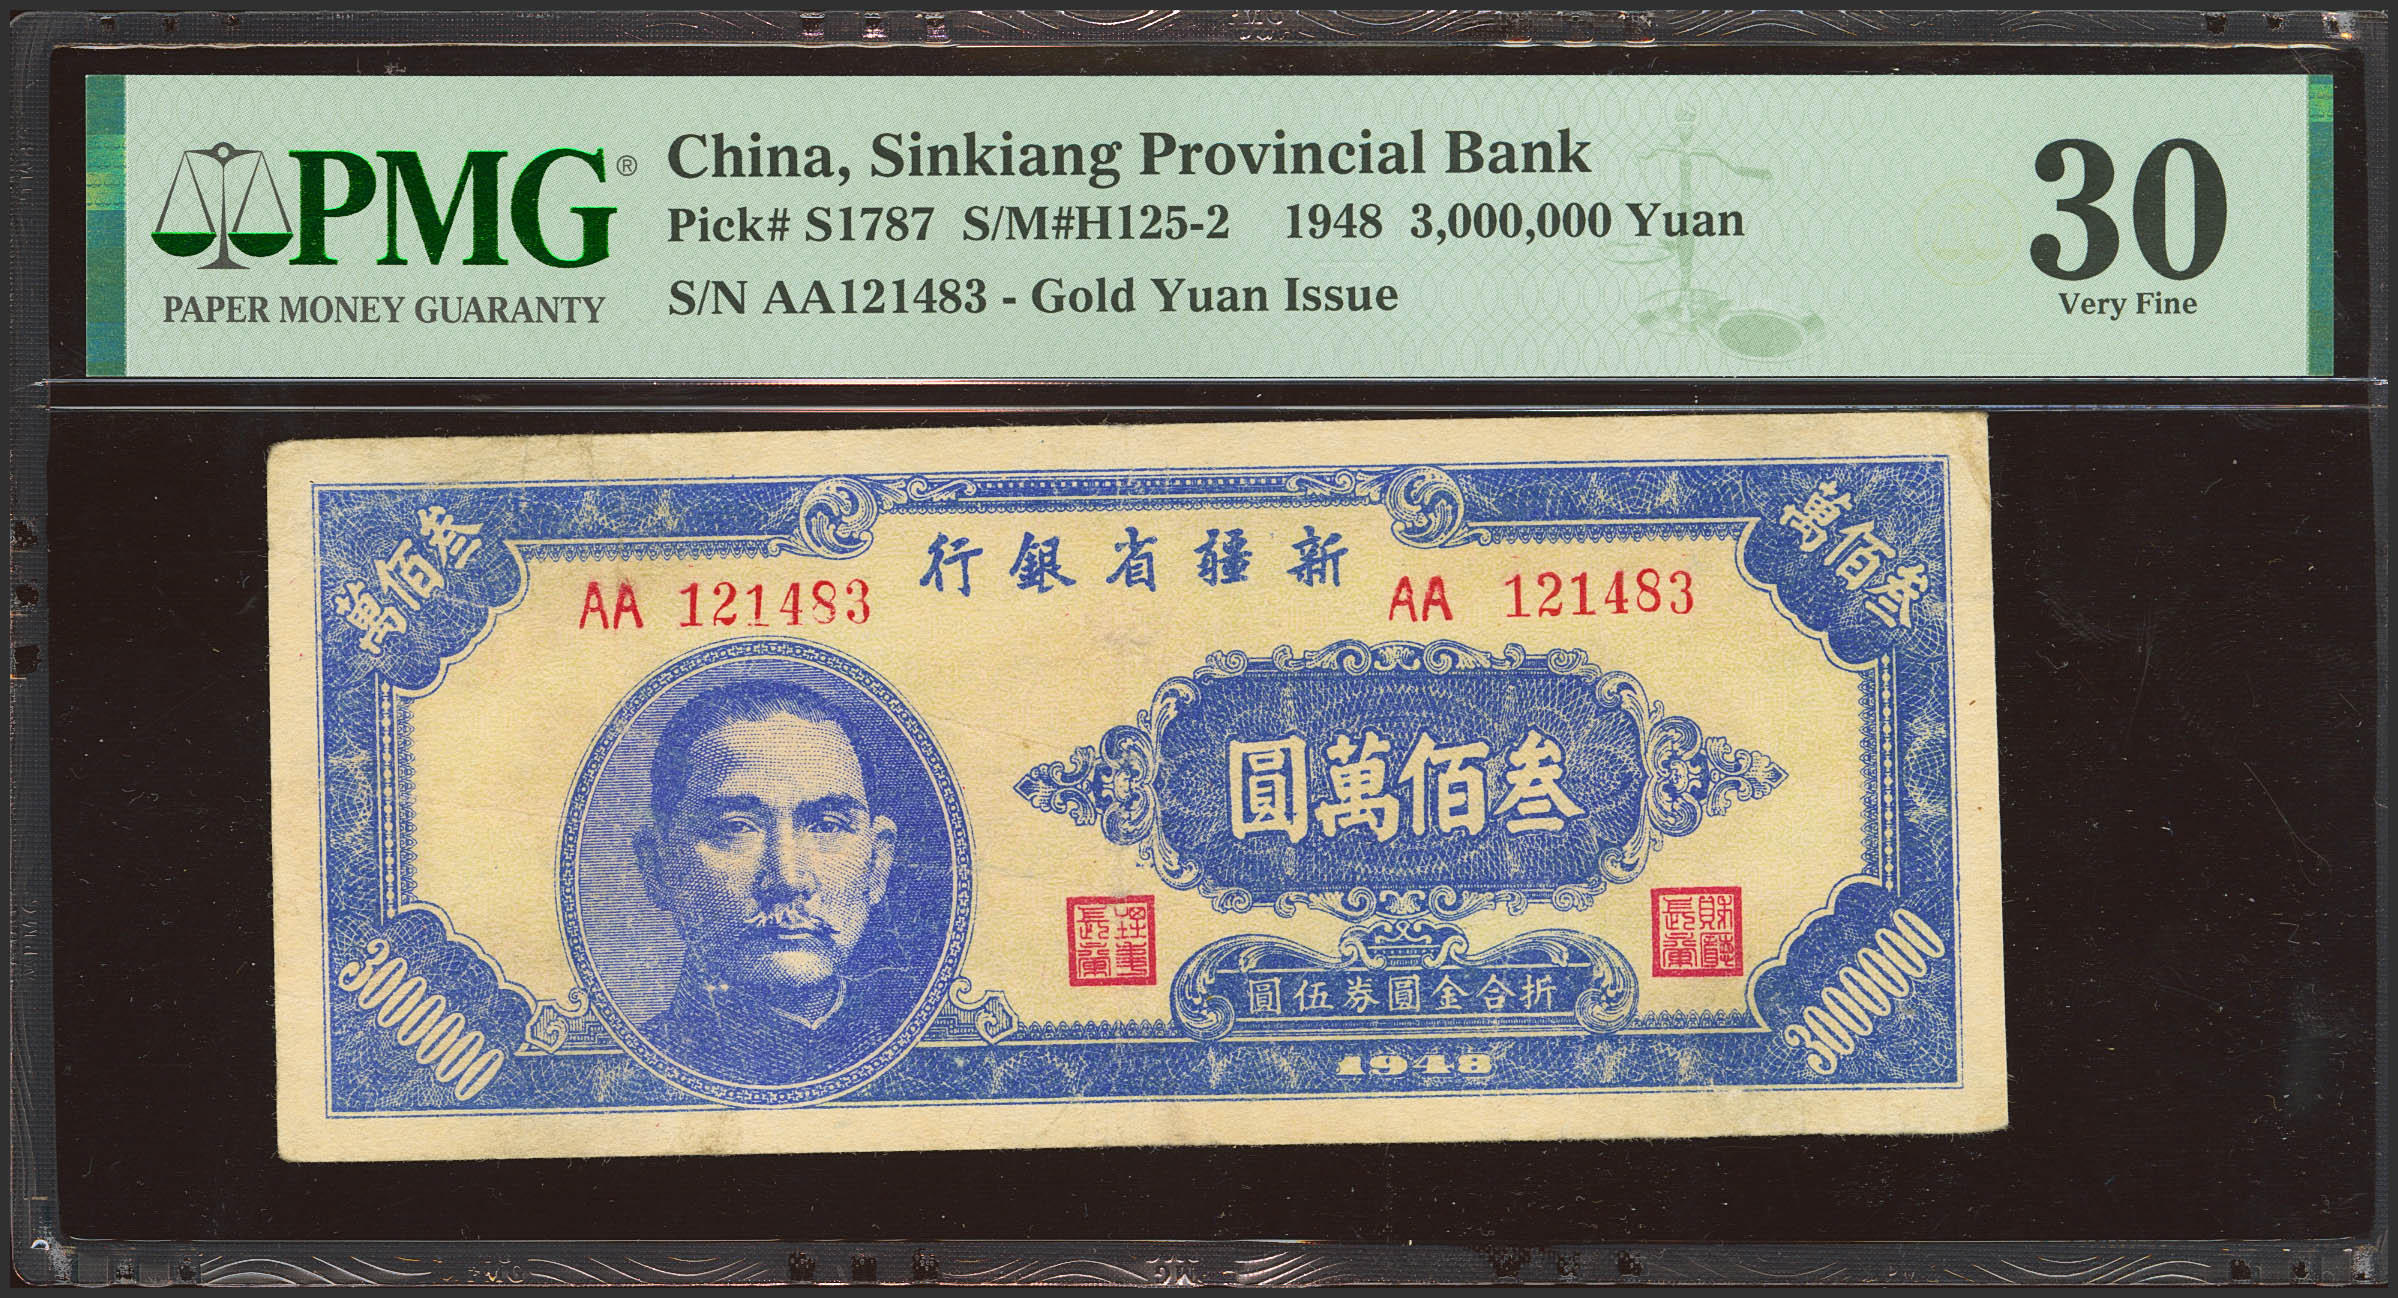 PMG®
PAPER MONEY GUARANTY
China, Sinkiang Provincial Bank
Pick# S1787 S/M#H125-2 1948 3,000,000 Yuan
S/N AA121483 - Gold Yuan Issue
30
Very Fine
行銀省疆新
AA 121483
AA 121483
萬佰叁
萬佰叁
圓萬佰叁
圓伍券圓金合折
3000000
3000000
1948